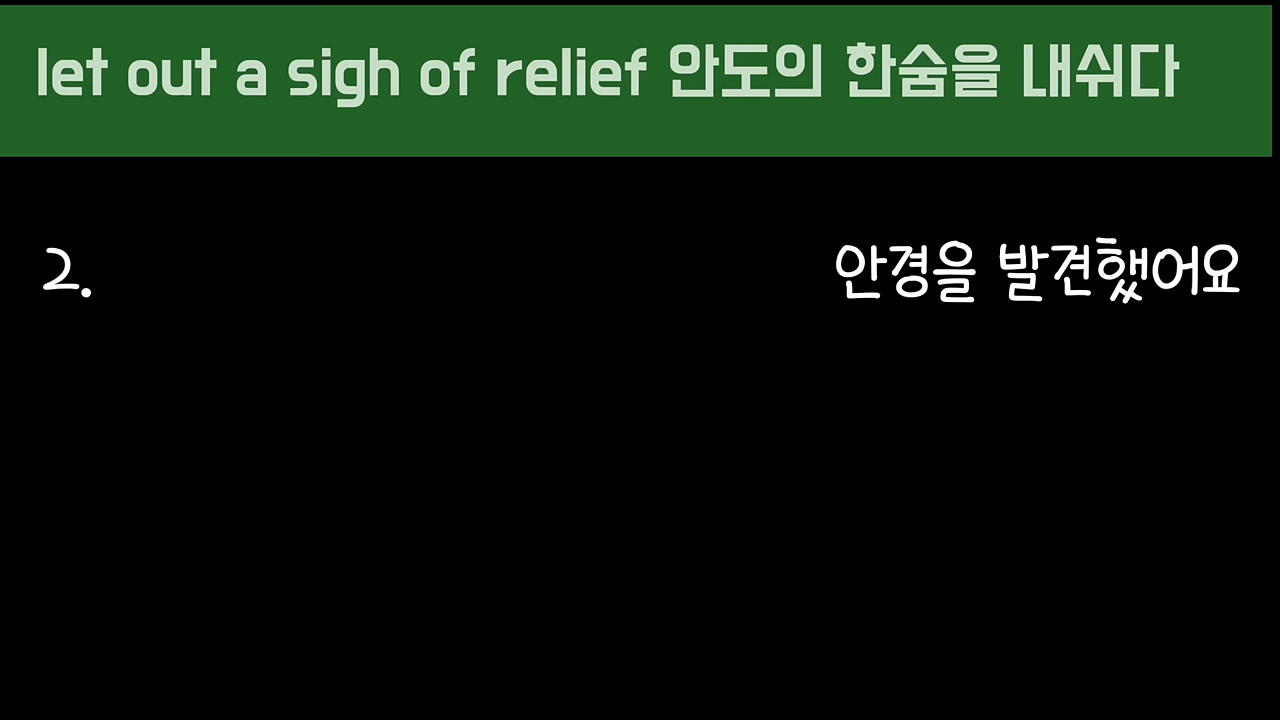 let out a sigh of relief 안도의 한숨을 내쉬다
2. 안경을 발견했어요